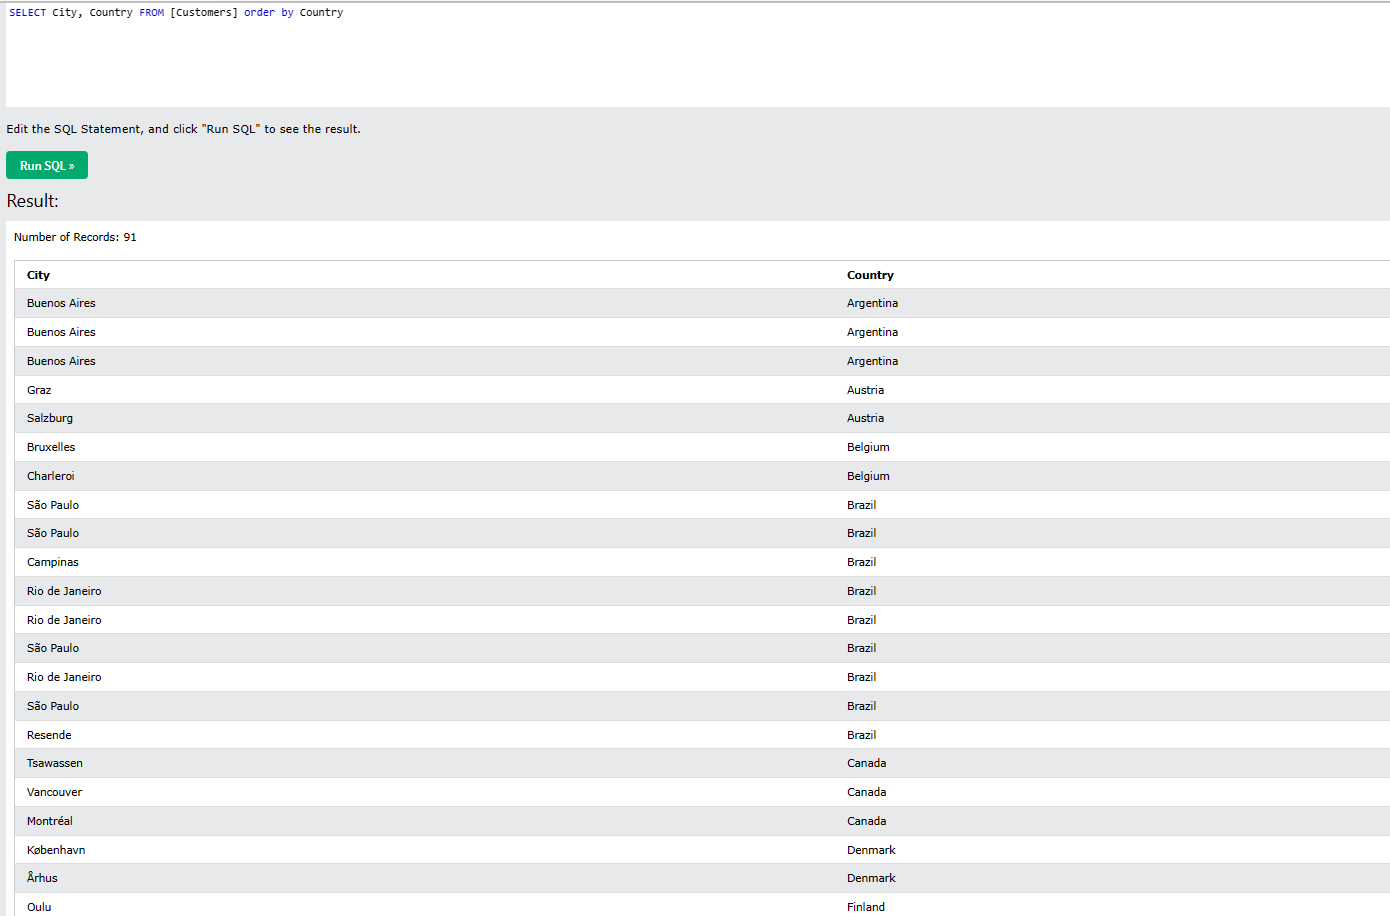 SELECT City, Country FROM [Customers] order by Country
Edit the SQL Statement, and click "Run SQL" to see the result.
Run SQL »
Result:
Number of Records: 91
City Country
Buenos Aires Argentina
Buenos Aires Argentina
Buenos Aires Argentina
Graz Austria
Salzburg Austria
Bruxelles Belgium
Charleroi Belgium
São Paulo Brazil
São Paulo Brazil
Campinas Brazil
Rio de Janeiro Brazil
Rio de Janeiro Brazil
São Paulo Brazil
Rio de Janeiro Brazil
São Paulo Brazil
Resende Brazil
Tsawassen Canada
Vancouver Canada
Montréal Canada
København Denmark
Århus Denmark
Oulu Finland